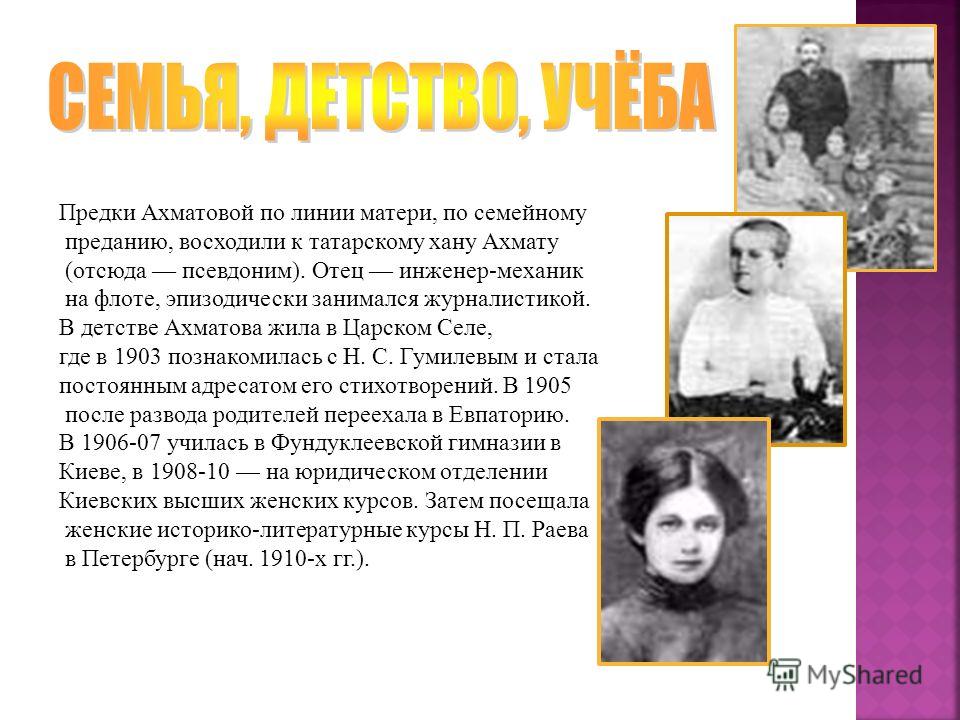 СЕМЬЯ, ДЕТСТВО, УЧЁБА
Предки Ахматовой по линии матери, по семейному
преданию, восходили к татарскому хану Ахмату
(отсюда — псевдоним). Отец — инженер-механик
на флоте, эпизодически занимался журналистикой.
В детстве Ахматова жила в Царском Селе,
где в 1903 познакомилась с Н. С. Гумилевым и стала
постоянным адресатом его стихотворений. В 1905
после развода родителей переехала в Евпаторию.
В 1906-07 училась в Фундуклеевской гимназии в
Киеве, в 1908-10 — на юридическом отделении
Киевских высших женских курсов. Затем посещала
женские историко-литературные курсы Н. П. Раева
в Петербурге (нач. 1910-х гг.).
MyShared